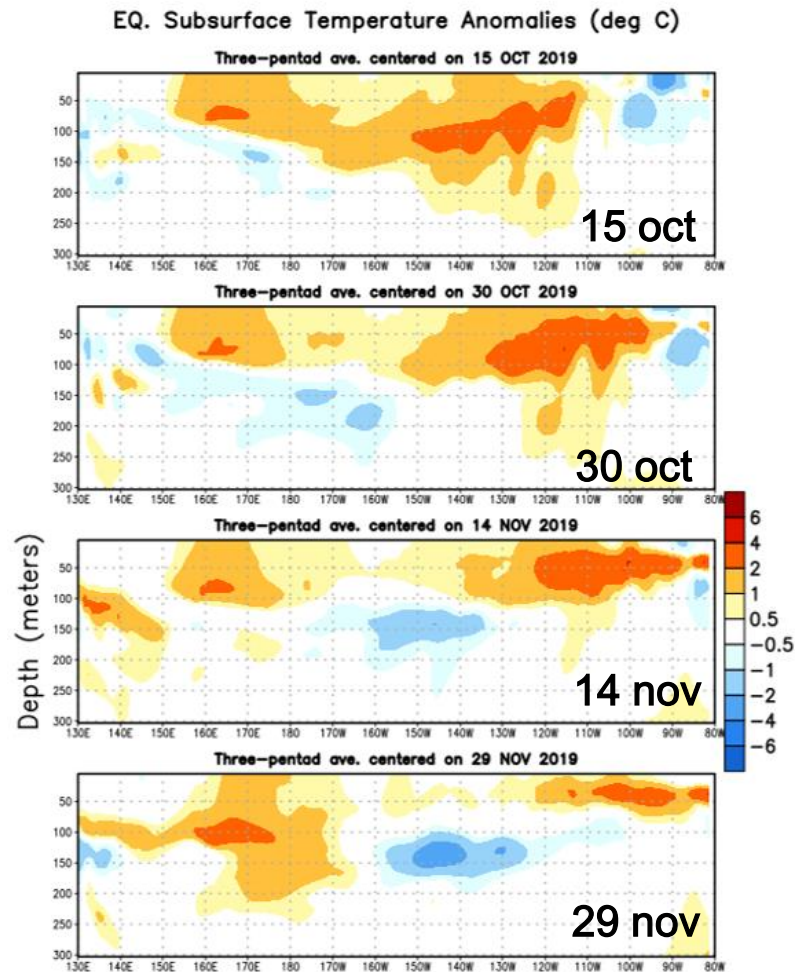 EQ. Subsurface Temperature Anomalies (deg C)
Three-pentad ave. centered on 15 OCT 2019
50
100
150
200
250
300
15 oct
130E 140E 150E 160E 170E 180 170W 160W 150W 140W 130W 120W 110W 100W 90W 80W
Three-pentad ave. centered on 30 OCT 2019
50
100
150
200
250
300
30 oct
130E 140E 150E 160E 170E 180 170W 160W 150W 140W 130W 120W 110W 100W 90W 80W
Three-pentad ave. centered on 14 NOV 2019
50
100
150
200
250
300
14 nov
130E 140E 150E 160E 170E 180 170W 160W 150W 140W 130W 120W 110W 100W 90W 80W
Three-pentad ave. centered on 29 NOV 2019
50
100
150
200
250
300
29 nov
130E 140E 150E 160E 170E 180 170W 160W 150W 140W 130W 120W 110W 100W 90W 80W
Depth (meters)
6
4
2
1
0.5
−0.5
−1
−2
−4
−6